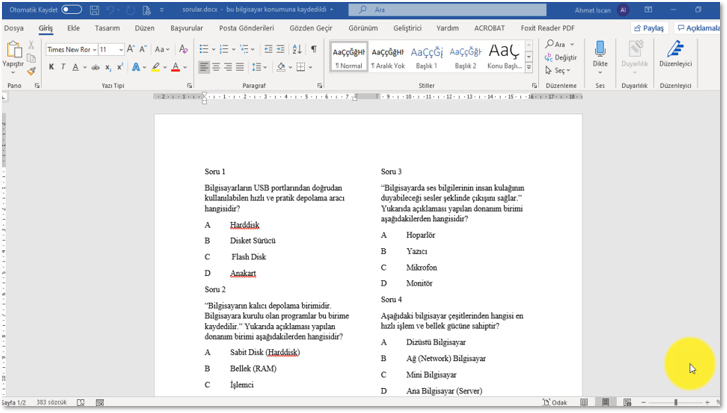 Otomatik Kaydet
sorular.docx - bu bilgisayar konumuna kaydedildi
Ara
Ahmet Iscan
AI
Dosya Giriş Ekle Tasarım Düzen Başvurular Posta Gönderileri Gözden Geçir Görünüm Geliştirici Yardım ACROBAT Foxit Reader PDF Paylaş Açıklamala
Yapıştır
Times New Ror 11
AaÇçĞğHł AaÇçĞğHł AaÇçĞğ AaÇçĞğH AaÇç
¶ Normal ¶ Aralık Yok Başlık 1 Başlık 2 Konu Başlı...
Ara
Değiştir
Seç
Dikte
Duyarlılık
Düzenleyici
Pano Yazı Tipi Paragraf Stiller Düzenleme Ses Duyarlılık Düzenleyici
Soru 1
Bilgisayarların USB portlarından doğrudan
kullanılabilen hızlı ve pratik depolama aracı
hangisidir?
A Harddisk
B Disket Sürücü
C Flash Disk
D Anakart
Soru 2
“Bilgisayarın kalıcı depolama birimidir.
Bilgisayara kurulu olan programlar bu birime
kaydedilir.” Yukarıda açıklaması yapılan
donanım birimi aşağıdakilerden hangisidir?
A Sabit Disk (Harddisk)
B Bellek (RAM)
C İşlemci
Soru 3
“Bilgisayarda ses bilgilerinin insan kulağının
duyabileceği sesler şeklinde çıkışını sağlar.”
Yukarıda açıklaması yapılan donanım birimi
aşağıdakilerden hangisidir?
A Hoparlör
B Yazıcı
C Mikrofon
D Monitör
Soru 4
Aşağıdaki bilgisayar çeşitlerinden hangisi en
hızlı işlem ve bellek gücüne sahiptir?
A Dizüstü Bilgisayar
B Ağ (Network) Bilgisayar
C Mini Bilgisayar
D Ana Bilgisayar (Server)
Sayfa 1/2 383 sözcük
Odak